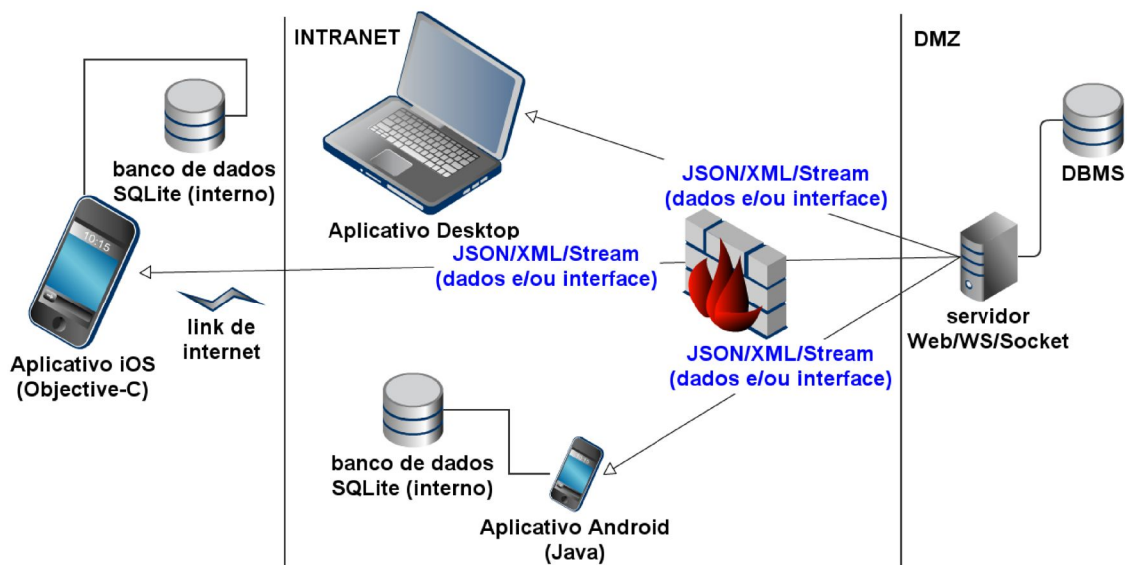 INTRANET
DMZ
banco de dados
SQLite (interno)
10:15
Aplicativo iOS
(Objective-C)
link de
internet
Aplicativo Desktop
JSON/XML/Stream
(dados e/ou interface)
JSON/XML/Stream
(dados e/ou interface)
JSON/XML/Stream
(dados e/ou interface)
DBMS
servidor
Web/WS/Socket
banco de dados
SQLite (interno)
Aplicativo Android
(Java)